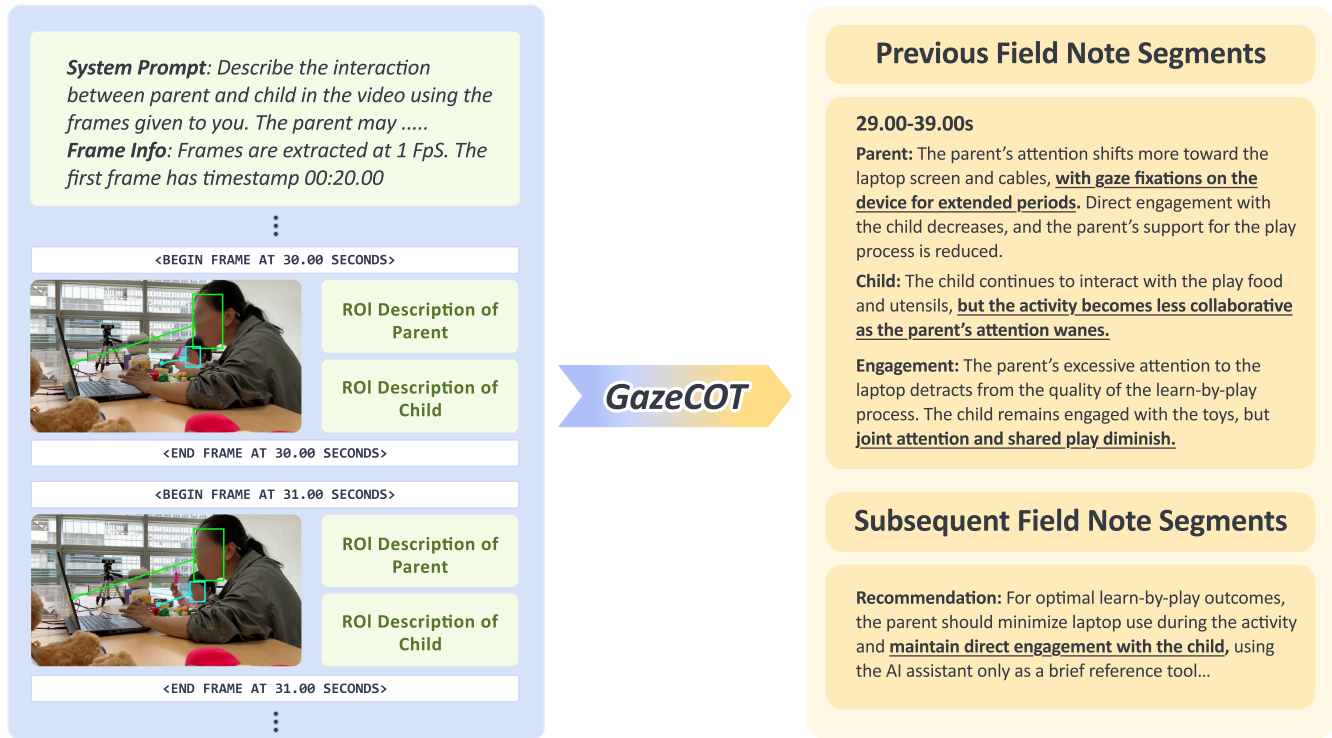 System Prompt: Describe the interaction
between parent and child in the video using the
frames given to you. The parent may .....
Frame Info: Frames are extracted at 1 FpS. The
first frame has timestamp 00:20.00
<BEGIN FRAME AT 30.00 SECONDS>
ROI Description of
Parent
ROI Description of
Child
<END FRAME AT 30.00 SECONDS>
<BEGIN FRAME AT 31.00 SECONDS>
ROI Description of
Parent
ROI Description of
Child
<END FRAME AT 31.00 SECONDS>
GazeCOT
Previous Field Note Segments
29.00-39.00s
Parent: The parent's attention shifts more toward the
laptop screen and cables, with gaze fixations on the
device for extended periods. Direct engagement with
the child decreases, and the parent's support for the play
process is reduced.
Child: The child continues to interact with the play food
and utensils, but the activity becomes less collaborative
as the parent's attention wanes.
Engagement: The parent's excessive attention to the
laptop detracts from the quality of the learn-by-play
process. The child remains engaged with the toys, but
joint attention and shared play diminish.
Subsequent Field Note Segments
Recommendation: For optimal learn-by-play outcomes,
the parent should minimize laptop use during the activity
and maintain direct engagement with the child, using
the AI assistant only as a brief reference tool...